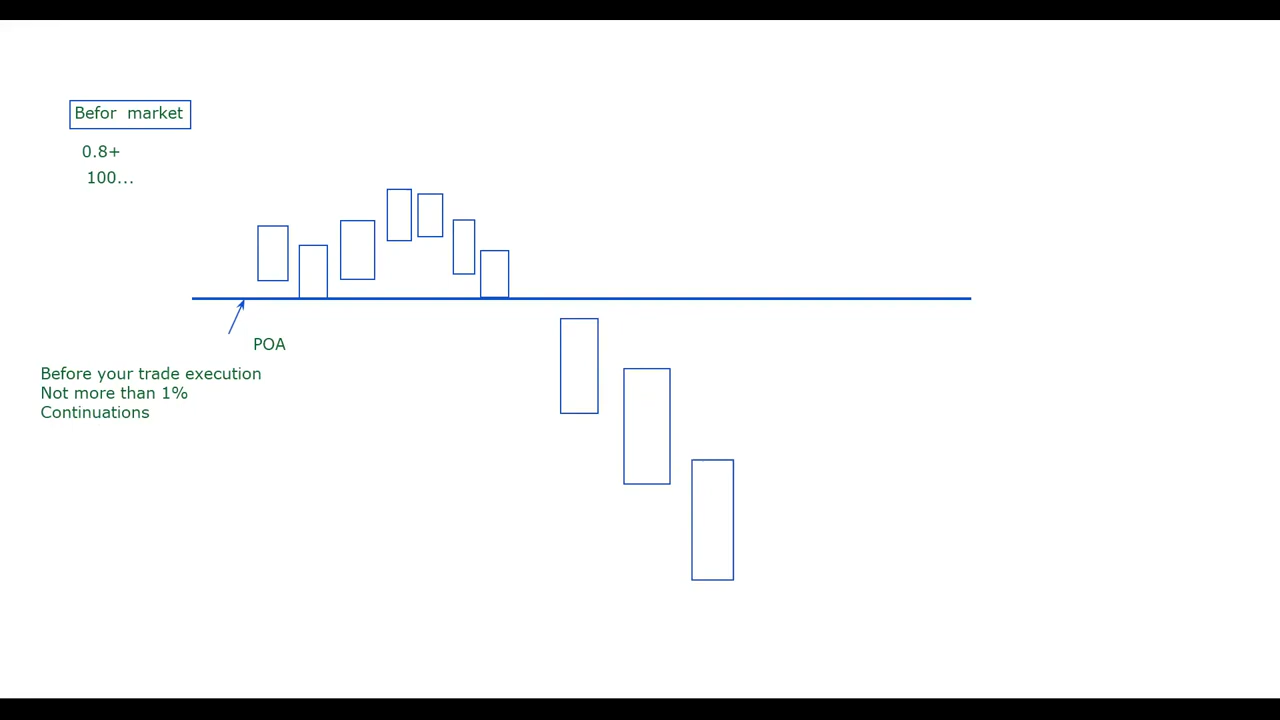 Befor  market
0.8+
100...
POA
Before your trade execution
Not more than 1%
Continuations